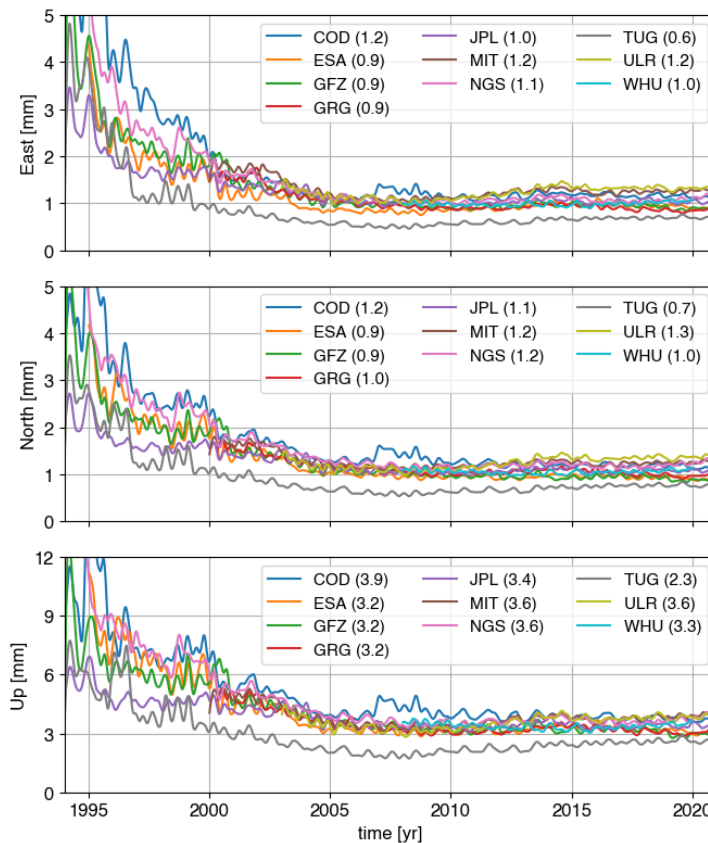 5
4
3
2
1
0
East [mm]
COD (1.2) JPL (1.0) TUG (0.6)
ESA (0.9) MIT (1.2) ULR (1.2)
GFZ (0.9) NGS (1.1) WHU (1.0)
GRG (0.9)
5
4
3
2
1
0
North [mm]
COD (1.2) JPL (1.1) TUG (0.7)
ESA (0.9) MIT (1.2) ULR (1.3)
GFZ (0.9) NGS (1.2) WHU (1.0)
GRG (1.0)
12
9
6
3
0
Up [mm]
COD (3.9) JPL (3.4) TUG (2.3)
ESA (3.2) MIT (3.6) ULR (3.6)
GFZ (3.2) NGS (3.6) WHU (3.3)
GRG (3.2)
1995 2000 2005 2010 2015 2020
time [yr]